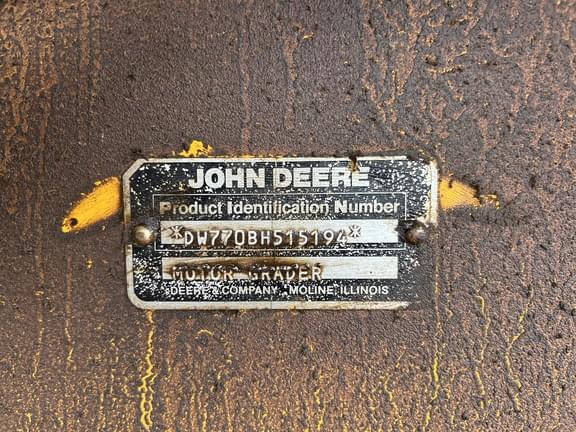 JOHN DEERE
Product Identification Number
*DW770BH515194*
MOTOR GRADER
DEERE & COMPANY MOLINE, ILLINOIS